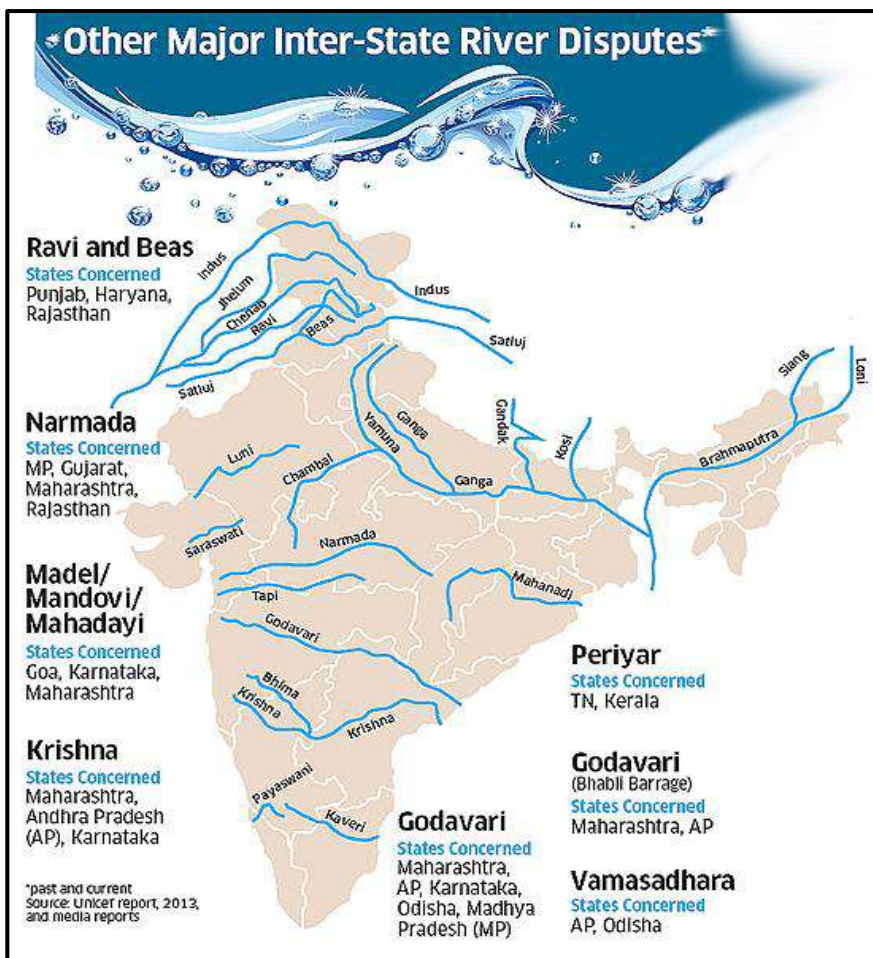 *Other Major Inter-State River Disputes*
Ravi and Beas
States Concerned
Punjab, Haryana,
Rajasthan
Narmada
States Concerned
MP, Gujarat,
Maharashtra,
Rajasthan
Madel/
Mandovi/
Mahadayi
States Concerned
Goa, Karnataka,
Maharashtra
Krishna
States Concerned
Maharashtra,
Andhra Pradesh
(AP), Karnataka
*past and current
Source: Unicef report, 2013,
and media reports
Indus
Jhelum
Chenab
Ravi
Beas
Indus
Satluj
Satluj
Luni
Chambal
Yamuna
Ganga
Ganga
Gandak
Kosi
Siang
Loni
Brahmaputra
Saraswati
Narmada
Tapi
Mahanadi
Godavari
Bhima
Krishna
Krishna
Payaswani
Kaveri
Godavari
States Concerned
Maharashtra,
AP, Karnataka,
Odisha, Madhya
Pradesh (MP)
Periyar
States Concerned
TN, Kerala
Godavari
(Bhabli Barrage)
States Concerned
Maharashtra, AP
Vamasadhara
States Concerned
AP, Odisha